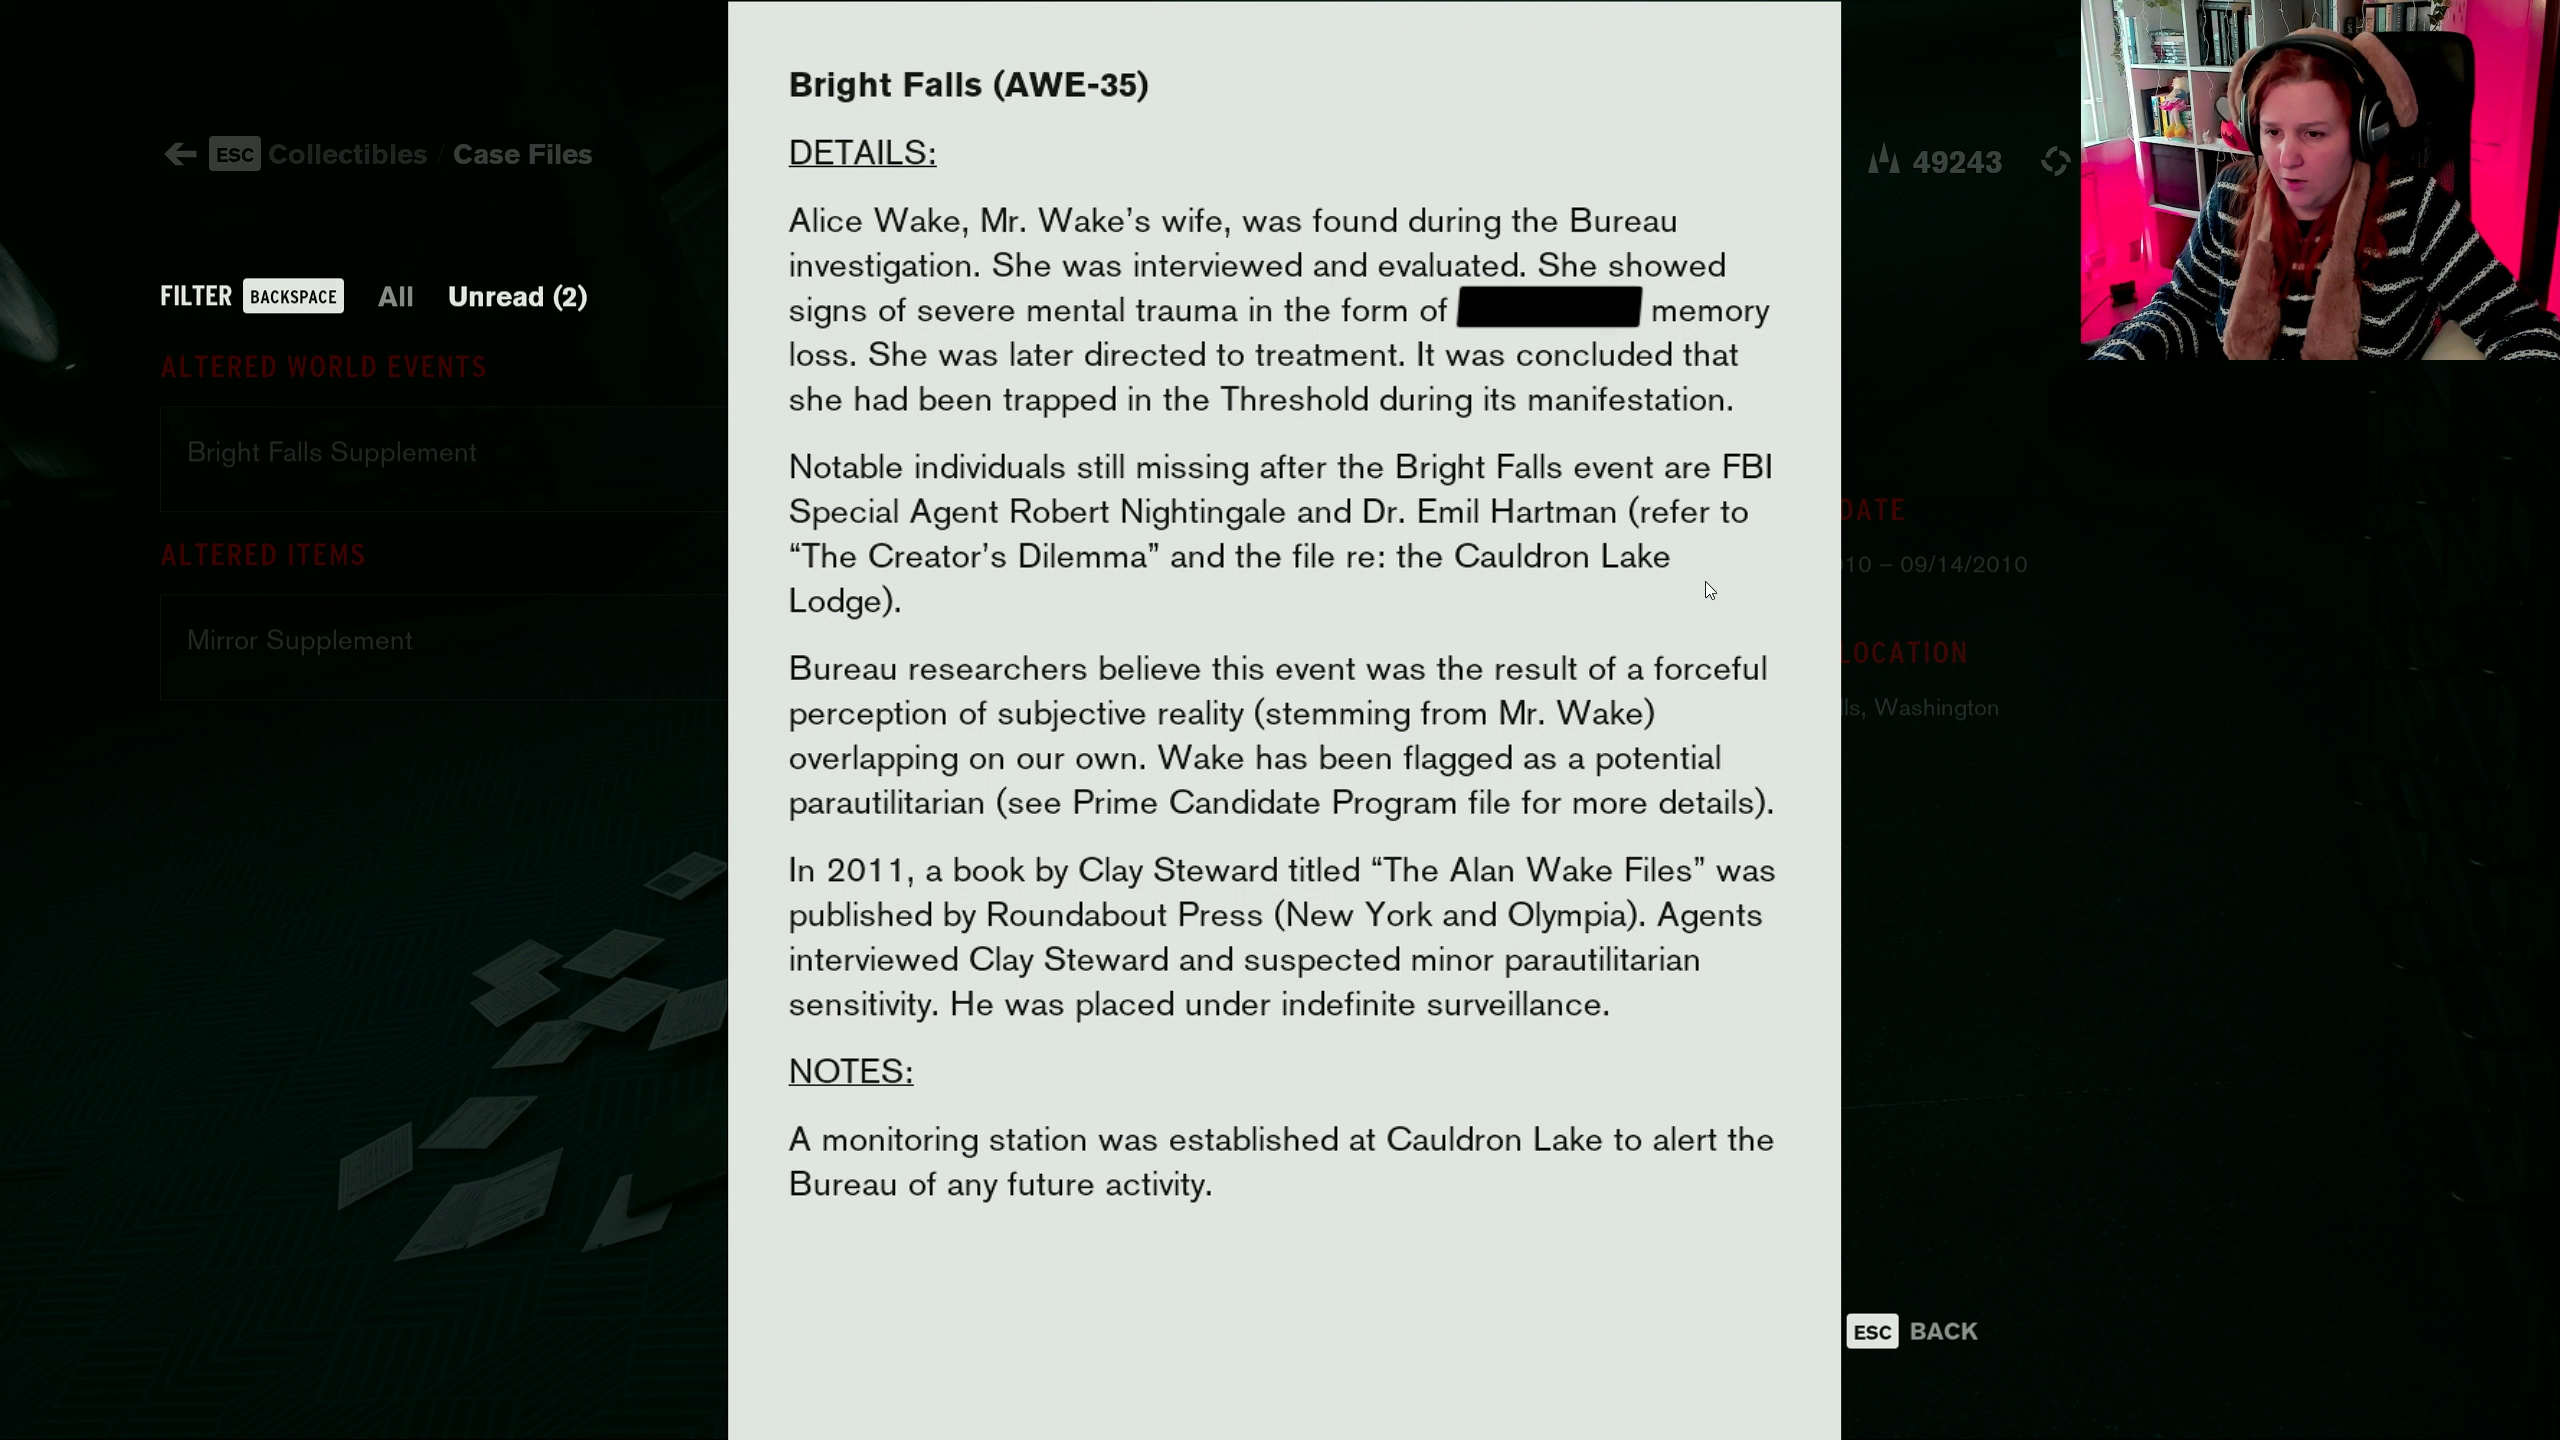 ESC Collectibles / Case Files
FILTER BACKSPACE All Unread (2)
ALTERED WORLD EVENTS
Bright Falls Supplement
ALTERED ITEMS
Mirror Supplement
Bright Falls (AWE-35)
DETAILS:
Alice Wake, Mr. Wake’s wife, was found during the Bureau
investigation. She was interviewed and evaluated. She showed
signs of severe mental trauma in the form of memory
loss. She was later directed to treatment. It was concluded that
she had been trapped in the Threshold during its manifestation.
Notable individuals still missing after the Bright Falls event are FBI
Special Agent Robert Nightingale and Dr. Emil Hartman (refer to
“The Creator’s Dilemma” and the file re: the Cauldron Lake
Lodge).
Bureau researchers believe this event was the result of a forceful
perception of subjective reality (stemming from Mr. Wake)
overlapping on our own. Wake has been flagged as a potential
parautilitarian (see Prime Candidate Program file for more details).
In 2011, a book by Clay Steward titled “The Alan Wake Files” was
published by Roundabout Press (New York and Olympia). Agents
interviewed Clay Steward and suspected minor parautilitarian
sensitivity. He was placed under indefinite surveillance.
NOTES:
A monitoring station was established at Cauldron Lake to alert the
Bureau of any future activity.
49243
DATE
10 – 09/14/2010
LOCATION
lls, Washington
ESC BACK